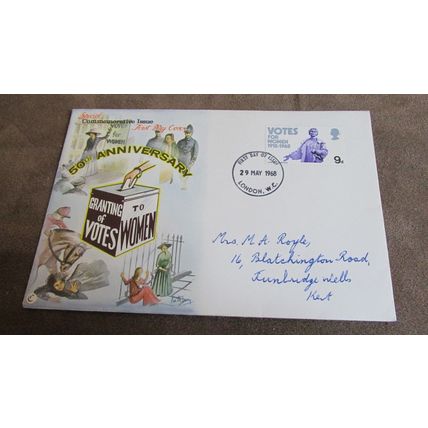 Special
Commemorative Issue
First Day Cover
VOTES
for
WOMEN
50TH ANNIVERSARY
GRANTING
of
VOTES
TO
WOMEN
VOTES
FOR
WOMEN
1918-1968
9D
FIRST DAY OF ISSUE
29 MAY 1968
LONDON, W.C.
Mrs. M. A. Royle,
16, Blatchington Road,
Tunbridge Wells
Kent